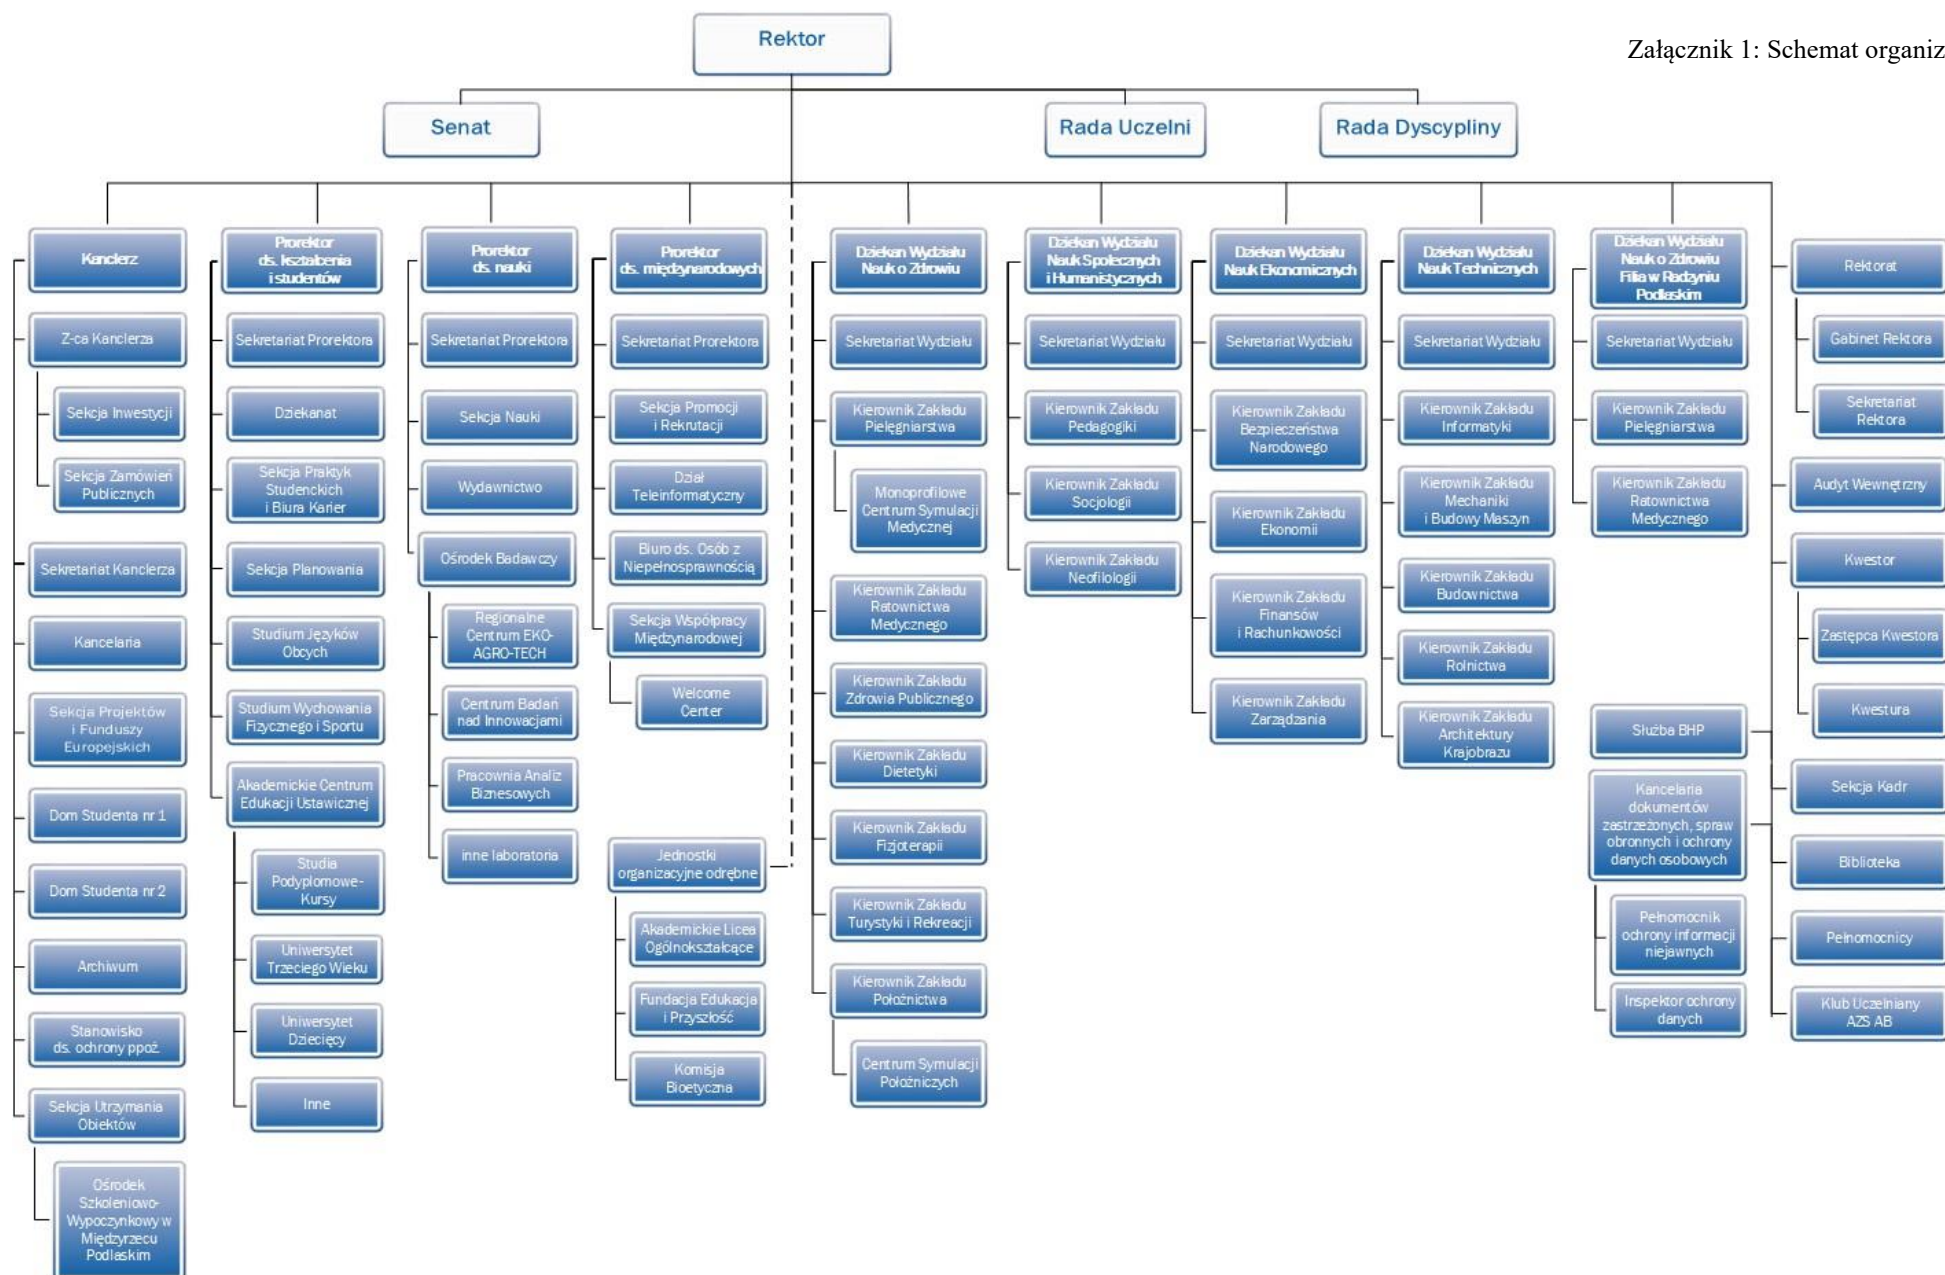 Załącznik 1: Schemat organiz
Rektor
Senat
Rada Uczelni
Rada Dyscypliny
Kanclerz
Z-ca Kanclerza
Sekcja Inwestycji
Sekcja Zamówień
Publicznych
Sekretariat Kanclerza
Kancelaria
Sekcja Projektów
i Funduszy
Europejskich
Dom Studenta nr 1
Dom Studenta nr 2
Archiwum
Stanowisko
ds. ochrony ppoż.
Sekcja Utrzymania
Obiektów
Ośrodek
Szkoleniowo-
Wypoczynkowy w
Międzyrzecu
Podlaskim
Prorektor
ds. kształcenia
i studentów
Sekretariat Prorektora
Dziekanat
Sekcja Praktyk
Studenckich
i Biura Karier
Sekcja Planowania
Studium Języków
Obcych
Studium Wychowania
Fizycznego i Sportu
Akademickie Centrum
Edukacji Ustawicznej
Studia
Podyplomowe-
Kursy
Uniwersytet
Trzeciego Wieku
Uniwersytet
Dziecięcy
Inne
Prorektor
ds. nauki
Sekretariat Prorektora
Sekcja Nauki
Wydawnictwo
Ośrodek Badawczy
Regionalne
Centrum EKO-
AGRO-TECH
Centrum Badań
nad Innowacjami
Pracownia Analiz
Biznesowych
inne laboratoria
Prorektor
ds. międzynarodowych
Sekretariat Prorektora
Sekcja Promocji
i Rekrutacji
Dział
Teleinformatyczny
Biuro ds. Osób z
Niepełnosprawnością
Sekcja Współpracy
Międzynarodowej
Welcome
Center
Jednostki
organizacyjne odrębne
Akademickie Licea
Ogólnokształcące
Fundacja Edukacja
i Przyszłość
Komisja
Bioetyczna
Dziekan Wydziału
Nauk o Zdrowiu
Sekretariat Wydziału
Kierownik Zakładu
Pielęgniarstwa
Monoprofilowe
Centrum Symulacji
Medycznej
Kierownik Zakładu
Ratownictwa
Medycznego
Kierownik Zakładu
Zdrowia Publicznego
Kierownik Zakładu
Dietetyki
Kierownik Zakładu
Fizjoterapii
Kierownik Zakładu
Turystyki i Rekreacji
Kierownik Zakładu
Położnictwa
Centrum Symulacji
Położniczych
Dziekan Wydziału
Nauk Społecznych
i Humanistycznych
Sekretariat Wydziału
Kierownik Zakładu
Pedagogiki
Kierownik Zakładu
Socjologii
Kierownik Zakładu
Neofilologii
Dziekan Wydziału
Nauk Ekonomicznych
Sekretariat Wydziału
Kierownik Zakładu
Bezpieczeństwa
Narodowego
Kierownik Zakładu
Ekonomii
Kierownik Zakładu
Finansów
i Rachunkowości
Kierownik Zakładu
Zarządzania
Dziekan Wydziału
Nauk Technicznych
Sekretariat Wydziału
Kierownik Zakładu
Informatyki
Kierownik Zakładu
Mechaniki
i Budowy Maszyn
Kierownik Zakładu
Budownictwa
Kierownik Zakładu
Rolnictwa
Kierownik Zakładu
Architektury
Krajobrazu
Dziekan Wydziału
Nauk o Zdrowiu
Filia w Radzyniu
Podlaskim
Sekretariat Wydziału
Kierownik Zakładu
Pielęgniarstwa
Kierownik Zakładu
Ratownictwa
Medycznego
Służba BHP
Kancelaria
dokumentów
zastrzeżonych, spraw
obronnych i ochrony
danych osobowych
Pełnomocnik
ochrony informacji
niejawnych
Inspektor ochrony
danych
Rektorat
Gabinet Rektora
Sekretariat
Rektora
Audyt Wewnętrzny
Kwestor
Zastępca Kwestora
Kwestura
Sekcja Kadr
Biblioteka
Pełnomocnicy
Klub Uczelniany
AZS AB